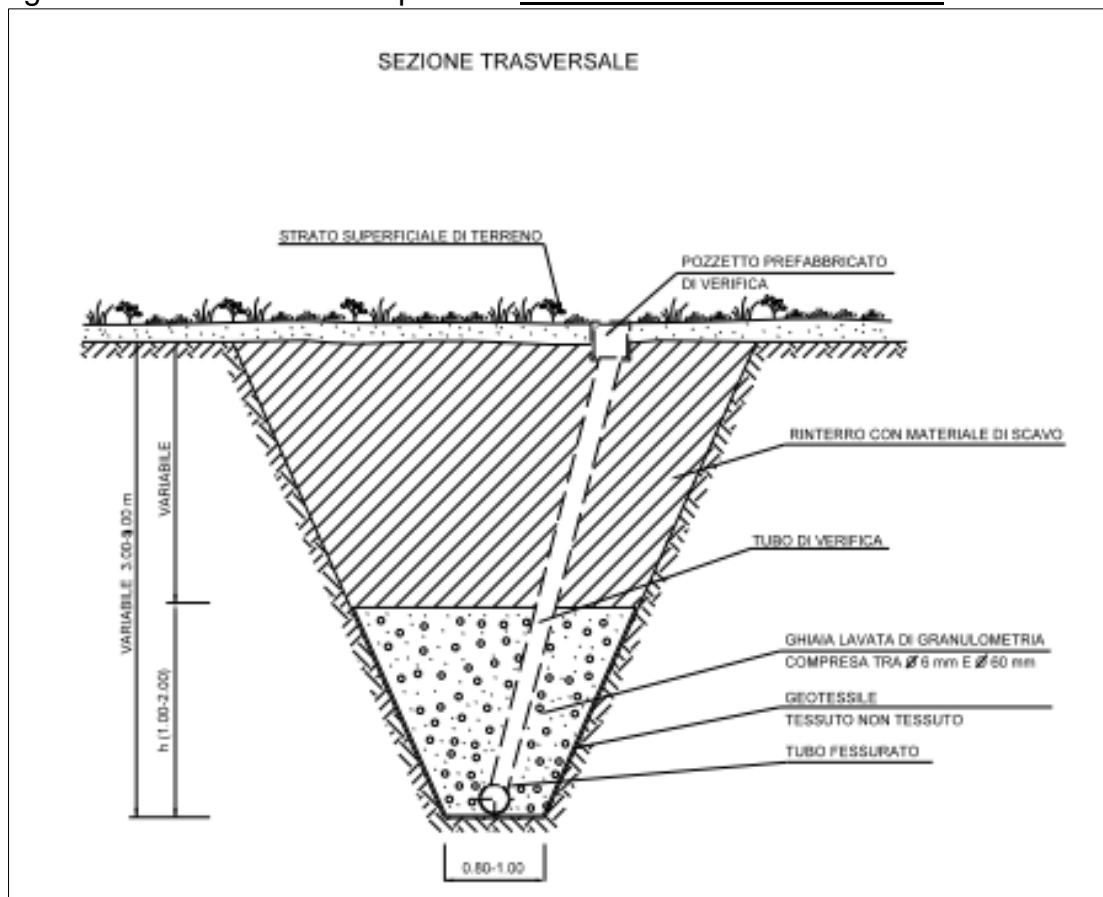 SEZIONE TRASVERSALE
STRATO SUPERFICIALE DI TERRENO
POZZETTO PREFABBRICATO
DI VERIFICA
RINTERRO CON MATERIALE DI SCAVO
VARIABILE
VARIABILE
TUBO DI VERIFICA
GHIAIA LAVATA DI GRANULOMETRIA
COMPRESA TRA Ø 6 mm E Ø 60 mm
GEOTESSILE
TESSUTO NON TESSUTO
h (1.00-2.00)
TUBO FESSURATO
0.80-1.00